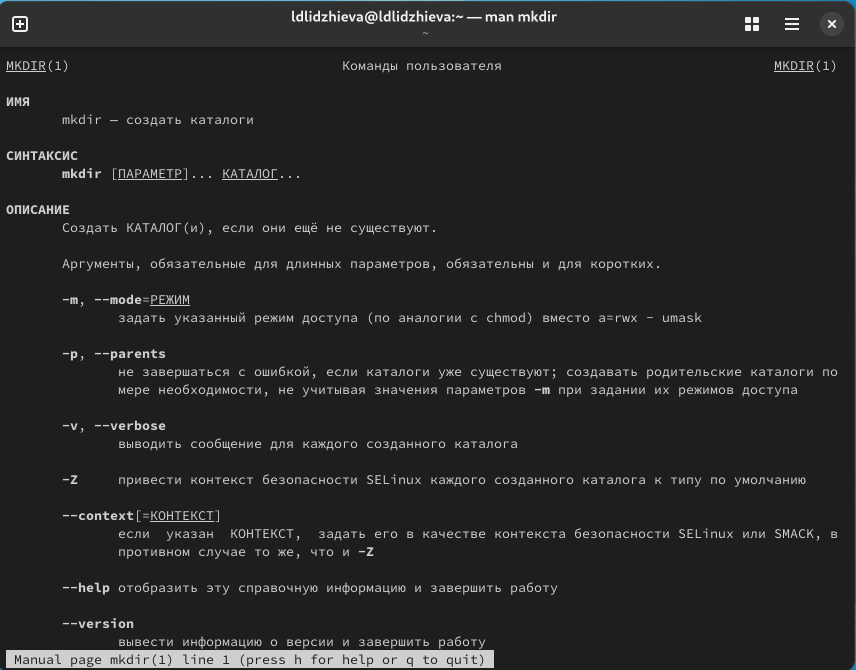 ldlidzhieva@ldlidzhieva:~ — man mkdir
~
MKDIR(1) Команды пользователя MKDIR(1)
ИМЯ
mkdir — создать каталоги
СИНТАКСИС
mkdir [ПАРАМЕТР]... КАТАЛОГ...
ОПИСАНИЕ
Создать КАТАЛОГ(и), если они ещё не существуют.
Аргументы, обязательные для длинных параметров, обязательны и для коротких.
-m, --mode=РЕЖИМ
задать указанный режим доступа (по аналогии с chmod) вместо a=rwx - umask
-p, --parents
не завершаться с ошибкой, если каталоги уже существуют; создавать родительские каталоги по
мере необходимости, не учитывая значения параметров -m при задании их режимов доступа
-v, --verbose
выводить сообщение для каждого созданного каталога
-Z привести контекст безопасности SELinux каждого созданного каталога к типу по умолчанию
--context[=КОНТЕКСТ]
если указан КОНТЕКСТ, задать его в качестве контекста безопасности SELinux или SMACK, в
противном случае то же, что и -Z
--help отобразить эту справочную информацию и завершить работу
--version
вывести информацию о версии и завершить работу
Manual page mkdir(1) line 1 (press h for help or q to quit)